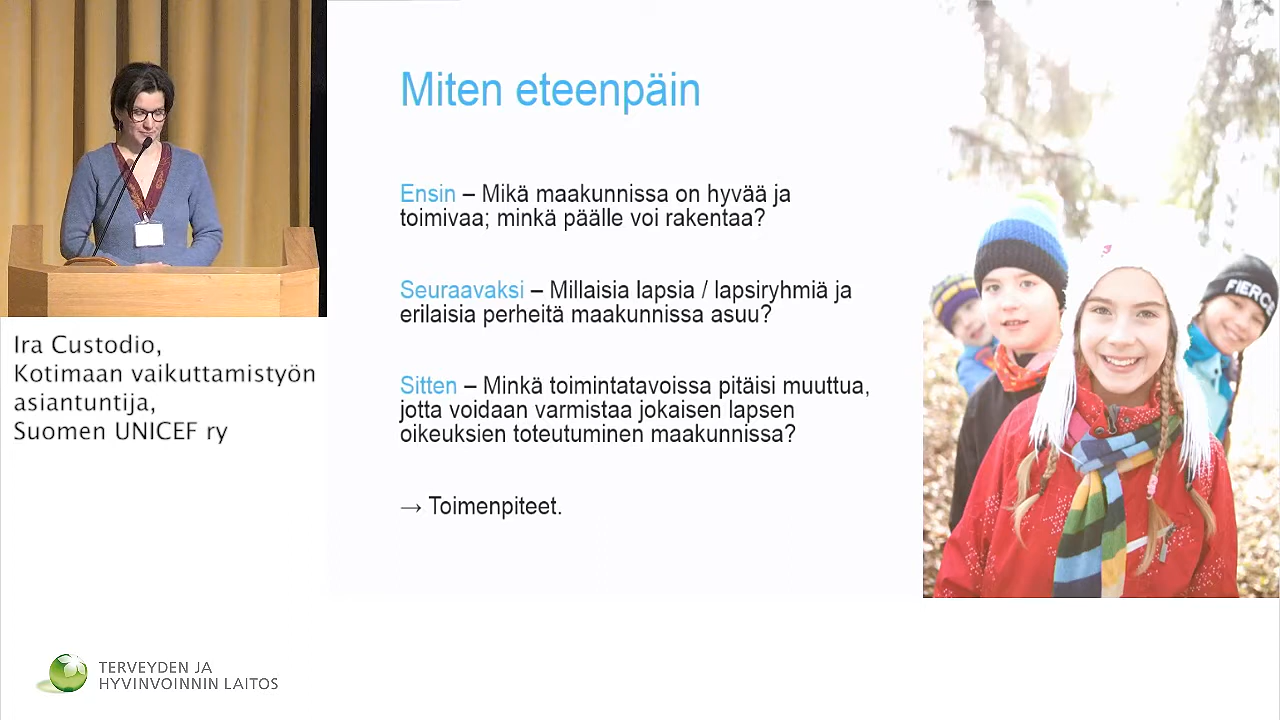 Miten eteenpäin
Ensin – Mikä maakunnissa on hyvää ja
toimivaa; minkä päälle voi rakentaa?
Seuraavaksi – Millaisia lapsia / lapsiryhmiä ja
erilaisia perheitä maakunnissa asuu?
Sitten – Minkä toimintatavoissa pitäisi muuttua,
jotta voidaan varmistaa jokaisen lapsen
oikeuksien toteutuminen maakunnissa?
→ Toimenpiteet.
FIERCE
Ira Custodio,
Kotimaan vaikuttamistyön
asiantuntija,
Suomen UNICEF ry
TERVEYDEN JA
HYVINVOINNIN LAITOS